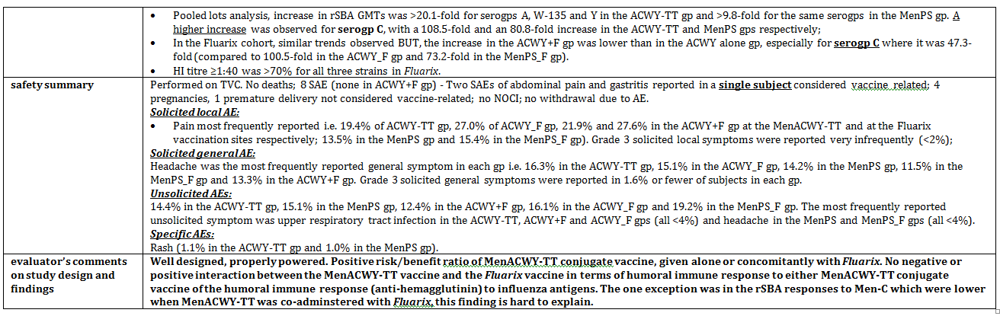 • Pooled lots analysis, increase in rSBA GMTs was >20.1-fold for serogps A, W-135 and Y in the ACWY-TT gp and >9.8-fold for the same serogps in the MenPS gp. A
higher increase was observed for serogp C, with a 108.5-fold and an 80.8-fold increase in the ACWY-TT and MenPS gps respectively;
• In the Fluarix cohort, similar trends observed BUT, the increase in the ACWY+F gp was lower than in the ACWY alone gp, especially for serogp C where it was 47.3-
fold (compared to 100.5-fold in the ACWY_F gp and 73.2-fold in the MenPS_F gp).
• HI titre ≥1:40 was >70% for all three strains in Fluarix.
safety summary
Performed on TVC. No deaths; 8 SAE (none in ACWY+F gp) - Two SAEs of abdominal pain and gastritis reported in a single subject considered vaccine related; 4
pregnancies, 1 premature delivery not considered vaccine-related; no NOCI; no withdrawal due to AE.
Solicited local AE:
• Pain most frequently reported i.e. 19.4% of ACWY-TT gp, 27.0% of ACWY_F gp, 21.9% and 27.6% in the ACWY+F gp at the MenACWY-TT and at the Fluarix
vaccination sites respectively; 13.5% in the MenPS gp and 15.4% in the MenPS_F gp). Grade 3 solicited local symptoms were reported very infrequently (<2%);
Solicited general AE:
Headache was the most frequently reported general symptom in each gp i.e. 16.3% in the ACWY-TT gp, 15.1% in the ACWY_F gp, 14.2% in the MenPS gp, 11.5% in the
MenPS_F gp and 13.3% in the ACWY+F gp. Grade 3 solicited general symptoms were reported in 1.6% or fewer of subjects in each gp.
Unsolicited AEs:
14.4% in the ACWY-TT gp, 15.1% in the MenPS gp, 12.4% in the ACWY+F gp, 16.1% in the ACWY_F gp and 19.2% in the MenPS_F gp. The most frequently reported
unsolicited symptom was upper respiratory tract infection in the ACWY-TT, ACWY+F and ACWY_F gps (all <4%) and headache in the MenPS and MenPS_F gps (all <4%).
Specific AEs:
Rash (1.1% in the ACWY-TT gp and 1.0% in the MenPS gp).
evaluator's comments
on study design and
findings
Well designed, properly powered. Positive risk/benefit ratio of MenACWY-TT conjugate vaccine, given alone or concomitantly with Fluarix. No negative or
positive interaction between the MenACWY-TT vaccine and the Fluarix vaccine in terms of humoral immune response to either MenACWY-TT conjugate
vaccine of the humoral immune response (anti-hemagglutinin) to influenza antigens. The one exception was in the rSBA responses to Men-C which were lower
when MenACWY-TT was co-adminstered with Fluarix, this finding is hard to explain.